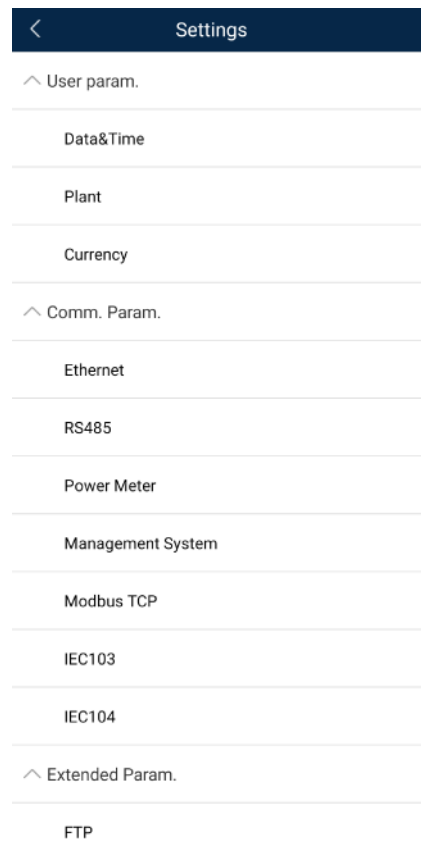 Settings
User param.
Data&Time
Plant
Currency
Comm. Param.
Ethernet
RS485
Power Meter
Management System
Modbus TCP
IEC103
IEC104
Extended Param.
FTP